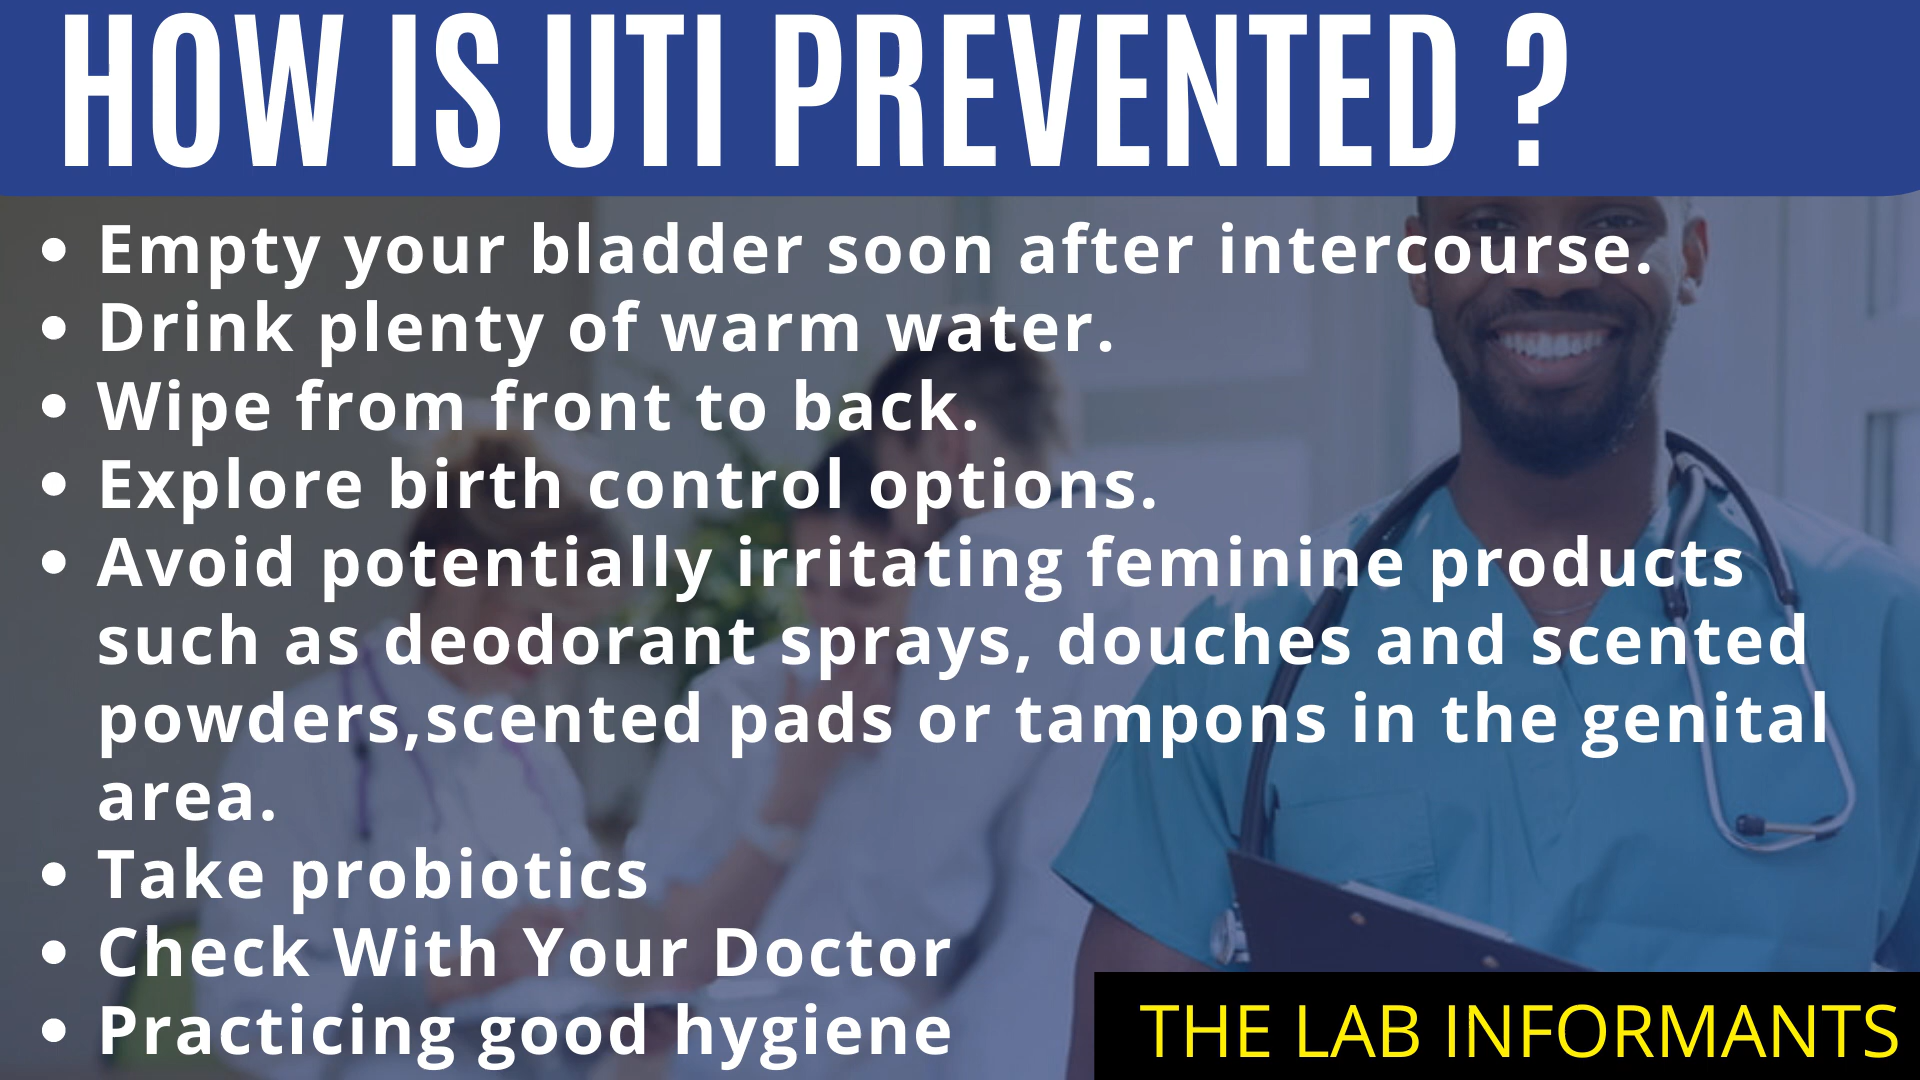 HOW IS UTI PREVENTED ?
• Empty your bladder soon after intercourse.
• Drink plenty of warm water.
• Wipe from front to back.
• Explore birth control options.
• Avoid potentially irritating feminine products
such as deodorant sprays, douches and scented
powders,scented pads or tampons in the genital
area.
• Take probiotics
• Check With Your Doctor
• Practicing good hygiene
THE LAB INFORMANTS